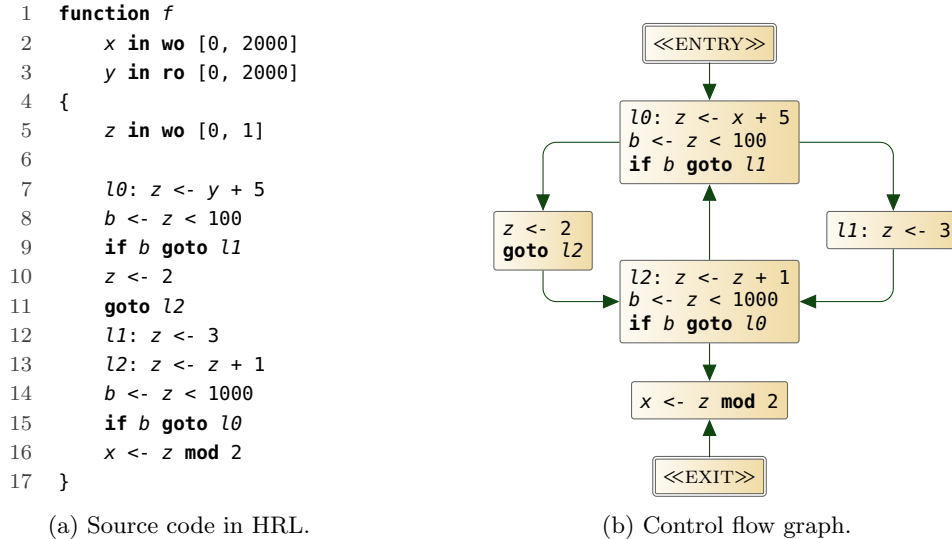 1 function f
2 x in wo [0, 2000]
3 y in ro [0, 2000]
4 {
5 z in wo [0, 1]
6
7 l0: z <- y + 5
8 b <- z < 100
9 if b goto l1
10 z <- 2
11 goto l2
12 l1: z <- 3
13 l2: z <- z + 1
14 b <- z < 1000
15 if b goto l0
16 x <- z mod 2
17 }
(a) Source code in HRL.
≪ENTRY≫
l0: z <- x + 5
b <- z < 100
if b goto l1
z <- 2
goto l2
l1: z <- 3
l2: z <- z + 1
b <- z < 1000
if b goto l0
x <- z mod 2
≪EXIT≫
(b) Control flow graph.